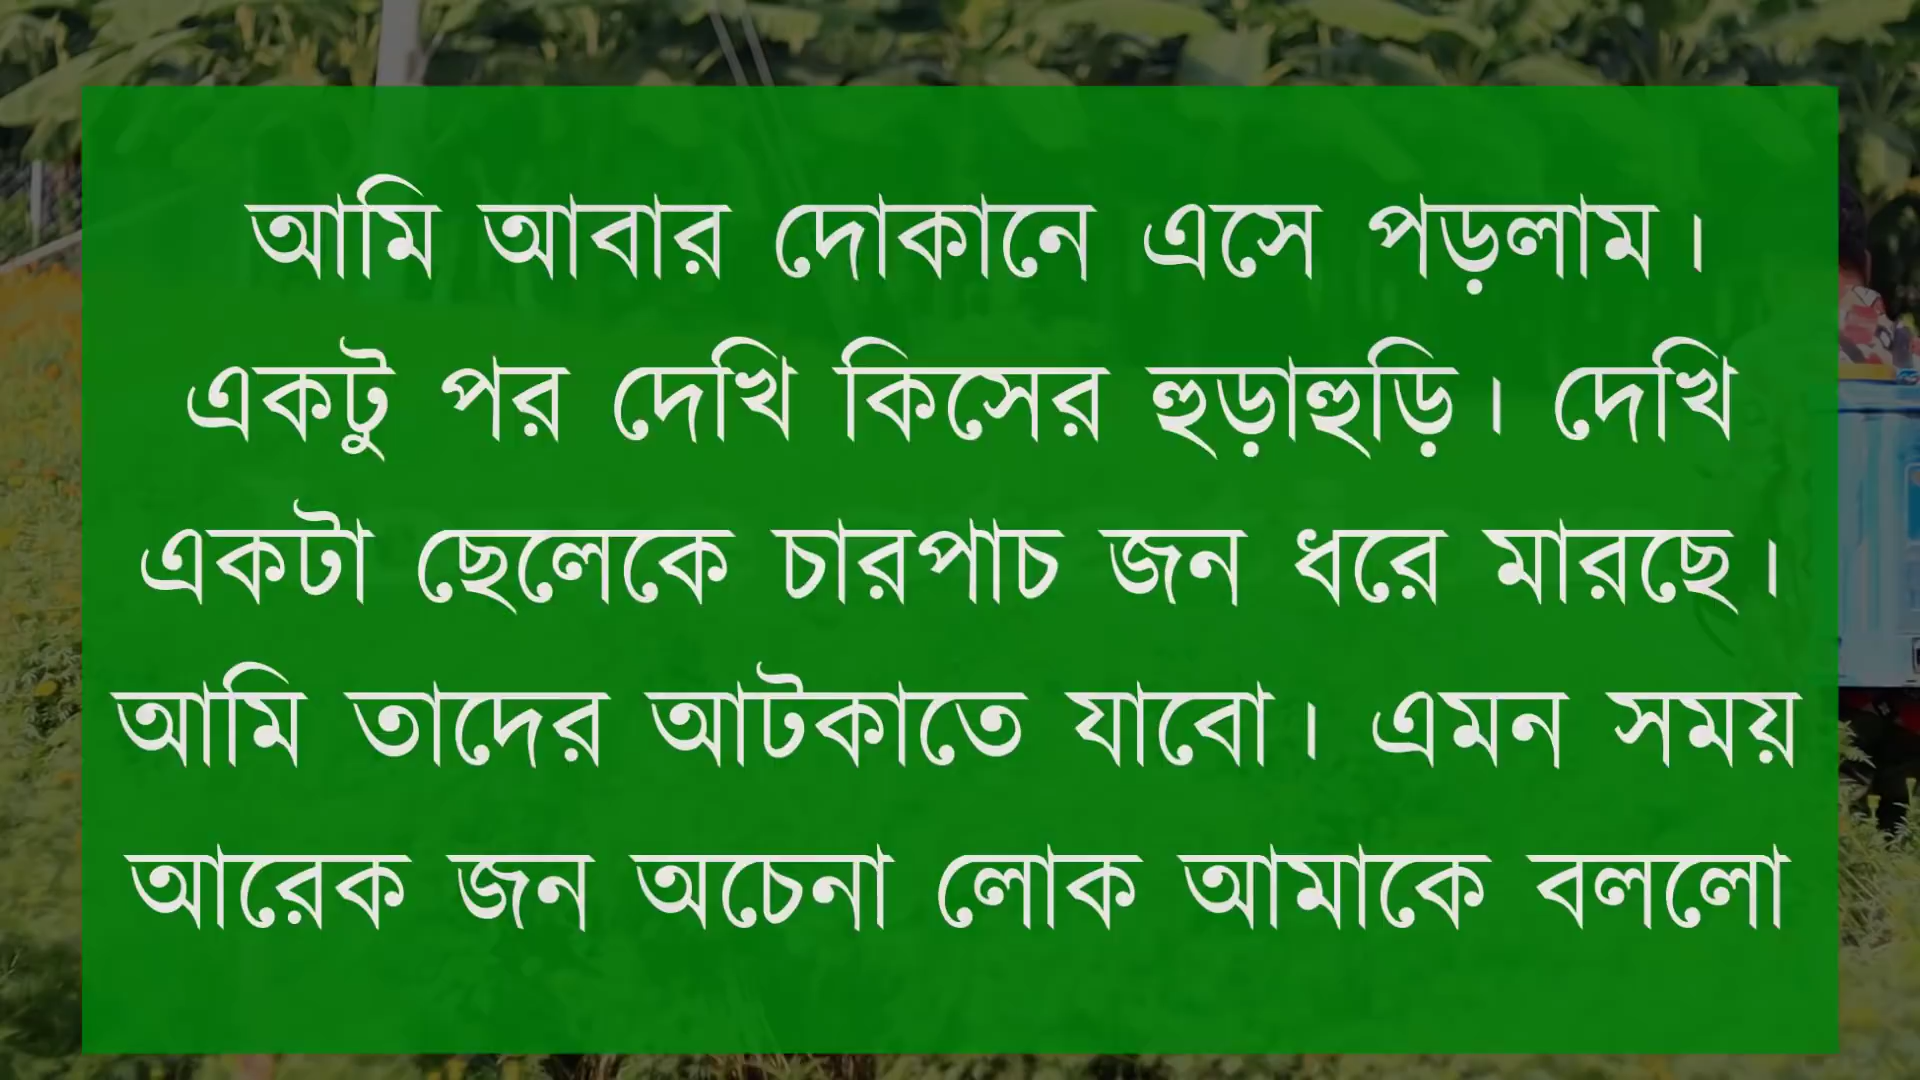 আমি আবার দোকানে এসে পড়লাম।
একটু পর দেখি কিসের হুড়াহুড়ি। দেখি
একটা ছেলেকে চারপাচ জন ধরে মারছে।
আমি তাদের আটকাতে যাবো। এমন সময়
আরেক জন অচেনা লোক আমাকে বললো